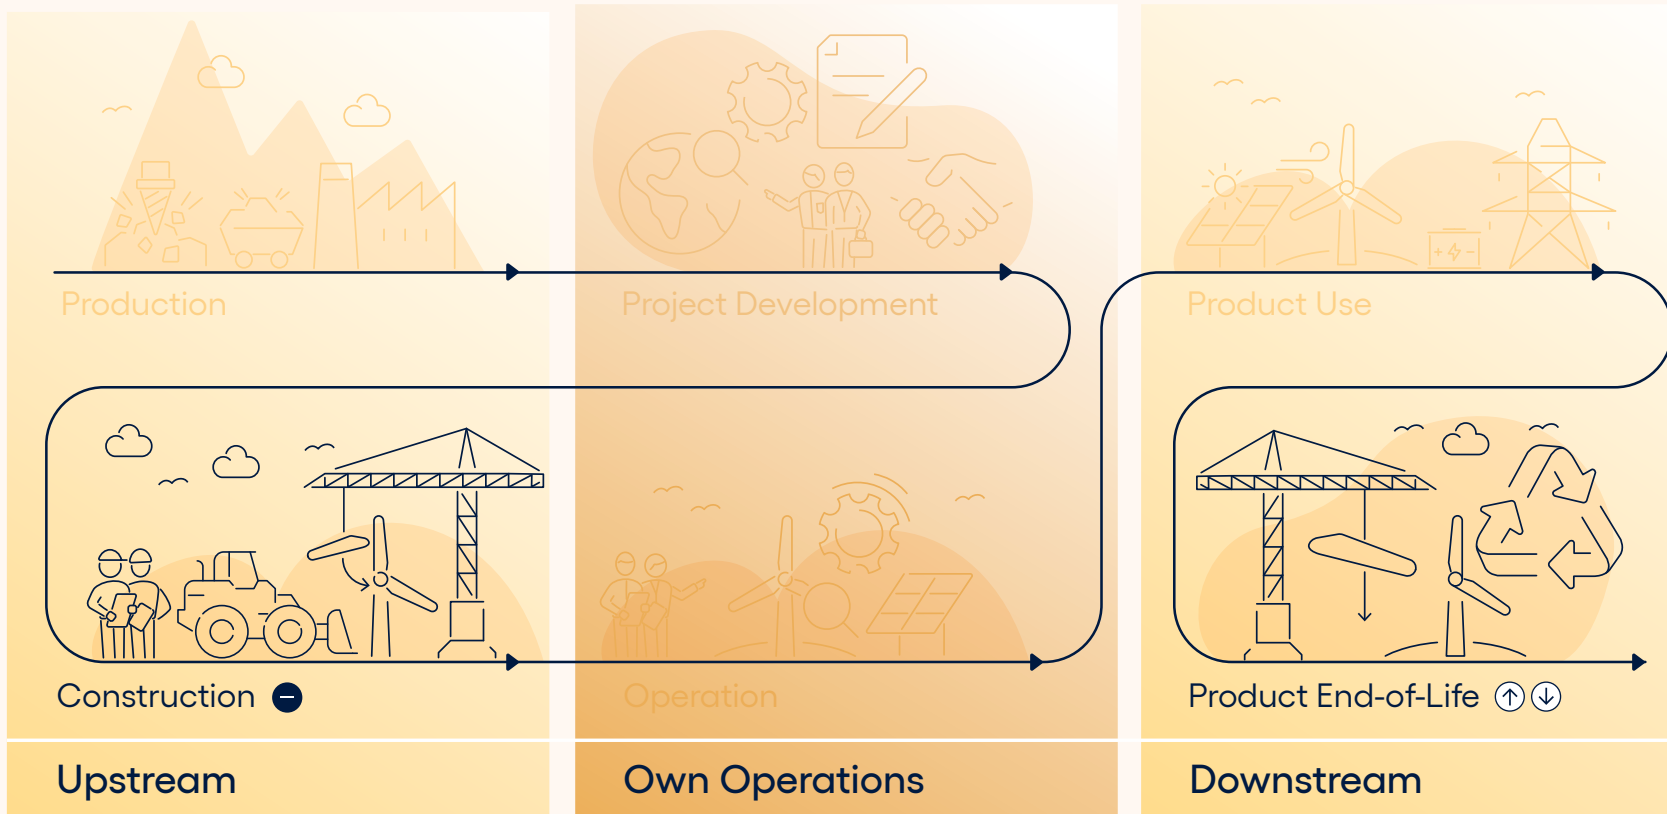 Production
Project Development
Product Use
Construction
Operation
Product End-of-Life
Upstream
Own Operations
Downstream